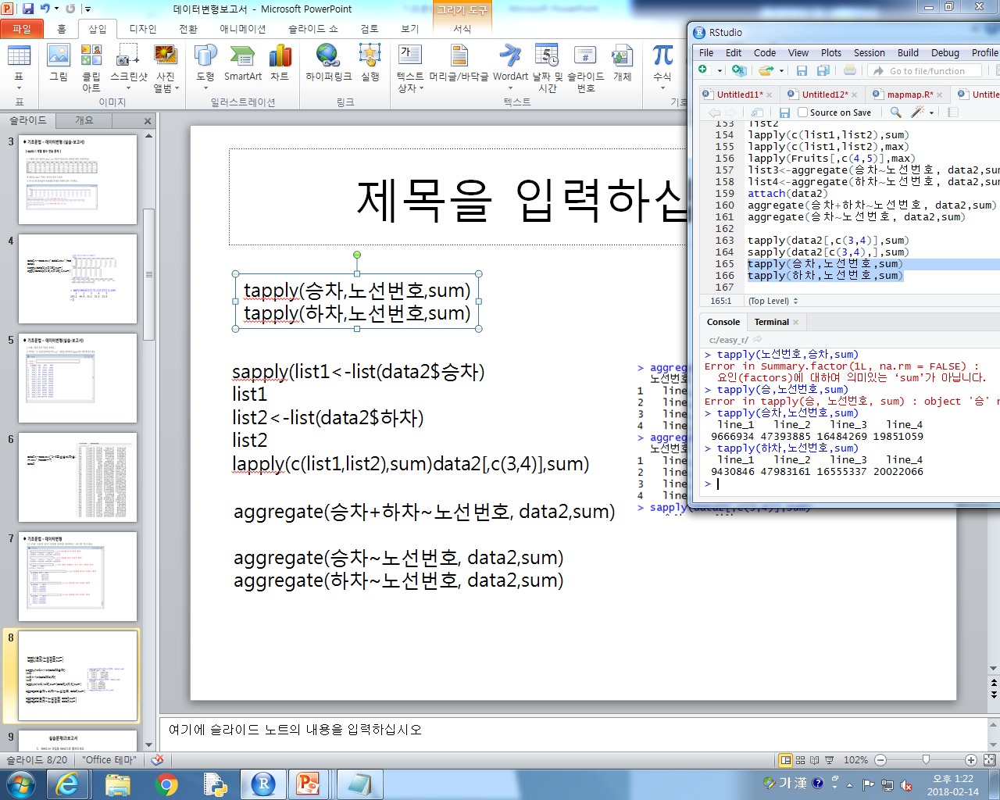 데이터변형보고서 - Microsoft PowerPoint
그리기 도구
파일 홈 삽입 디자인 전환 애니메이션 슬라이드 쇼 검토 보기 서식
표 그림 클립 아트 스크린샷 사진 앨범 도형 SmartArt 차트 하이퍼링크 실행 텍스트 상자 머리글/바닥글 WordArt 날짜 및 시간 슬라이드 번호 개체 수식
표 이미지 일러스트레이션 링크 텍스트 기호
슬라이드 개요
3
4
5
6
7
8
9
제목을 입력하십
tapply(승차,노선번호,sum)
tapply(하차,노선번호,sum)
sapply(list1<-list(data2$승차)
list1
list2<-list(data2$하차)
list2
lapply(c(list1,list2),sum)data2[,c(3,4)],sum)
aggregate(승차+하차~노선번호, data2,sum)
aggregate(승차~노선번호, data2,sum)
aggregate(하차~노선번호, data2,sum)
> aggreg
노선번호
1 line
2 line
3 line
4 line
> aggreg
노선번호
1 line
2 line
3 line
4 line
> sapply(data2[,c(3,4)],sum)
여기에 슬라이드 노트의 내용을 입력하십시오
슬라이드 8/20 "Office 테마" 102%
RStudio
File Edit Code View Plots Session Build Debug Profile
Go to file/function
Untitled11* Untitled12* mapmap.R* Untitle
Source on Save
153 list2
154 lapply(c(list1,list2),sum)
155 lapply(c(list1,list2),max)
156 lapply(Fruits[,c(4,5)],max)
157 list3<-aggregate(승차~노선번호, data2,sum
158 list4<-aggregate(하차~노선번호, data2,sum
159 attach(data2)
160 aggregate(승차+하차~노선번호, data2,sum)
161 aggregate(승차~노선번호, data2,sum)
162
163 tapply(data2[,c(3,4)],sum)
164 sapply(data2[c(3,4),],sum)
165 tapply(승차,노선번호,sum)
166 tapply(하차,노선번호,sum)
167
165:1 (Top Level)
Console Terminal
c:/easy_r/
> tapply(노선번호,승차,sum)
Error in Summary.factor(1L, na.rm = FALSE) :
요인(factors)에 대하여 의미있는 ‘sum’가 아닙니다.
> tapply(승,노선번호,sum)
Error in tapply(승, 노선번호, sum) : object '승' n
> tapply(승차,노선번호,sum)
line_1 line_2 line_3 line_4
9666934 47393885 16484269 19851059
> tapply(하차,노선번호,sum)
line_1 line_2 line_3 line_4
9430846 47983161 16555337 20022066
>
가 漢
오후 1:22
2018-02-14